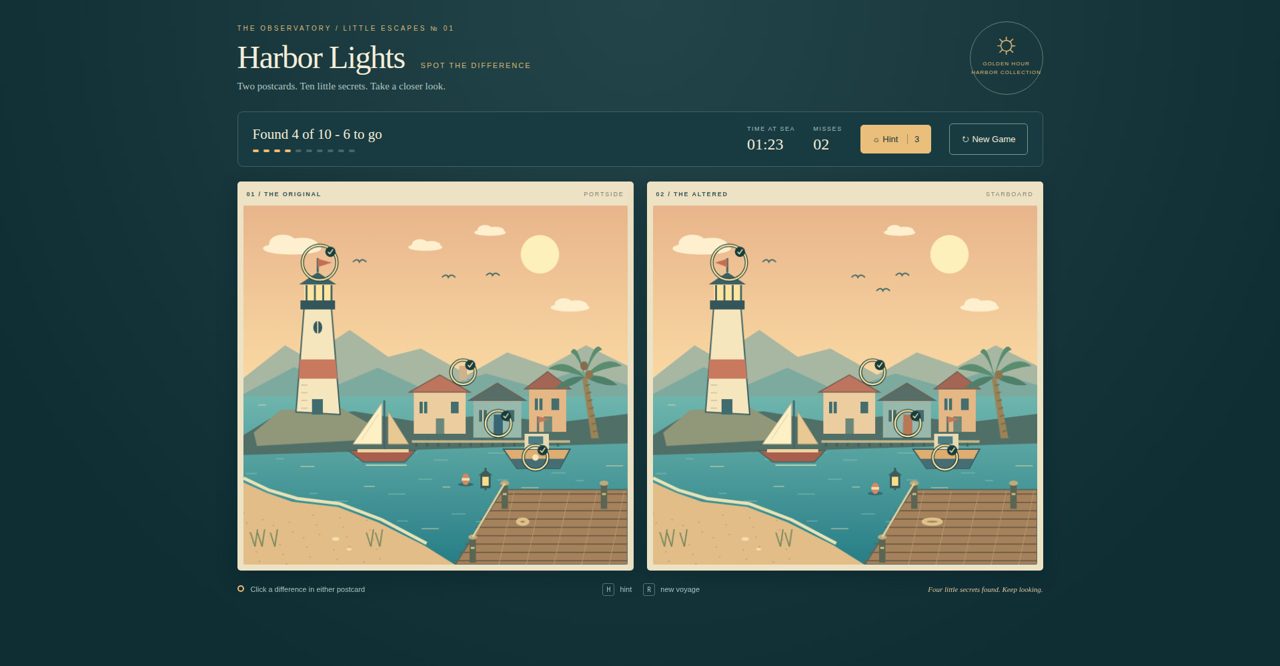 THE OBSERVATORY / LITTLE ESCAPES № 01
Harbor Lights
SPOT THE DIFFERENCE
Two postcards. Ten little secrets. Take a closer look.
GOLDEN HOUR
HARBOR COLLECTION
Found 4 of 10 - 6 to go
TIME AT SEA
01:23
MISSES
02
Hint 3
New Game
01 / THE ORIGINAL
PORTSIDE
02 / THE ALTERED
STARBOARD
Click a difference in either postcard
H hint R new voyage
Four little secrets found. Keep looking.